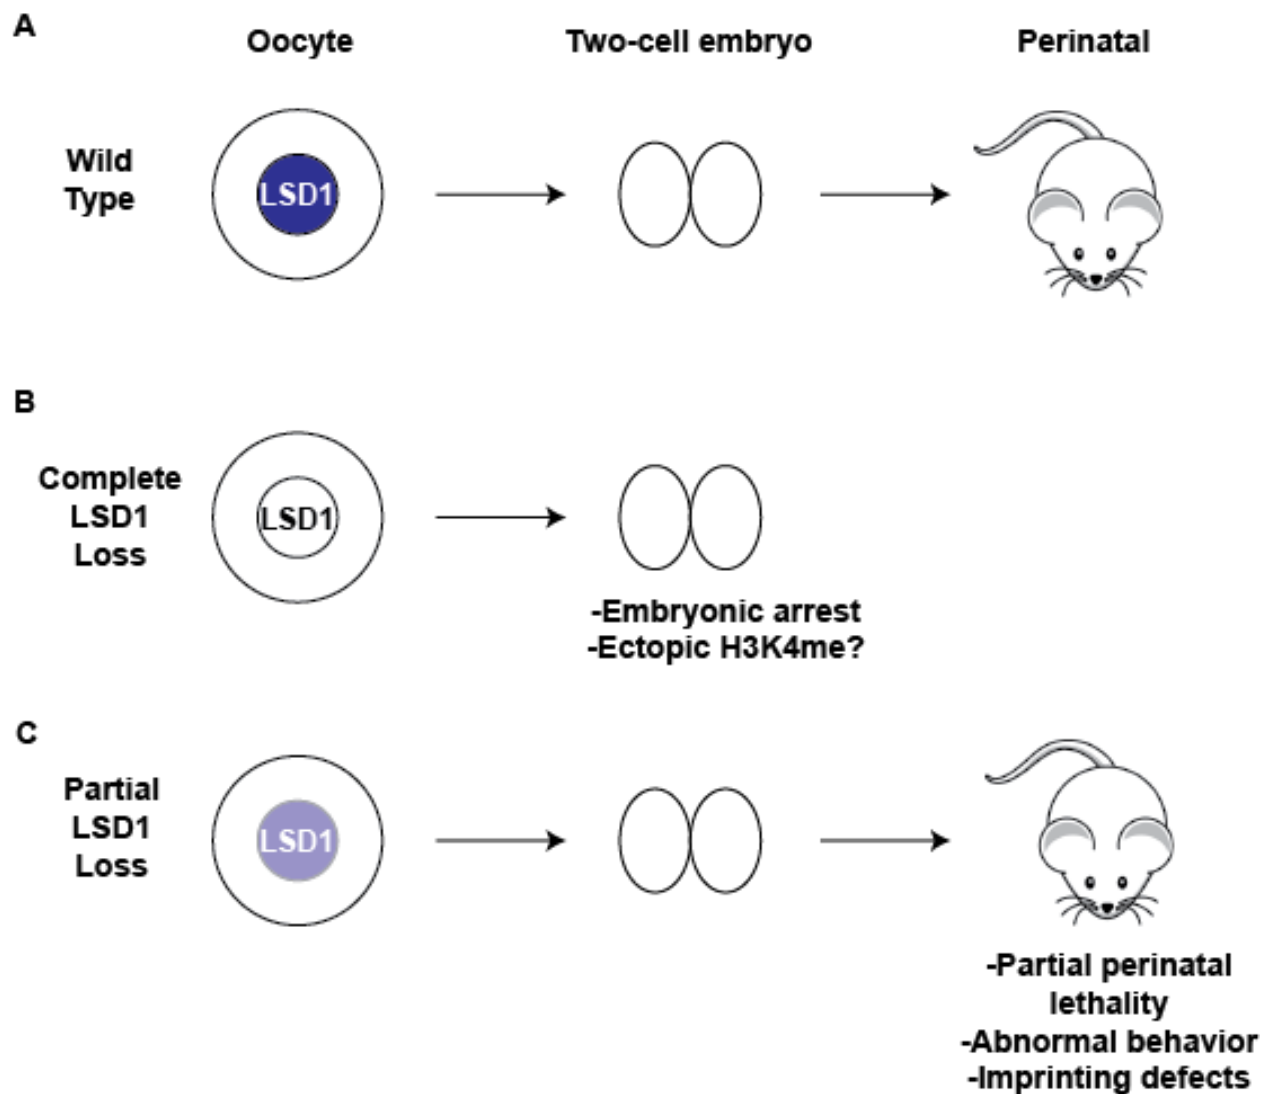 A
Oocyte
Two-cell embryo
Perinatal
Wild
Type
LSD1
B
Complete
LSD1
Loss
LSD1
-Embryonic arrest
-Ectopic H3K4me?
C
Partial
LSD1
Loss
LSD1
-Partial perinatal
lethality
-Abnormal behavior
-Imprinting defects